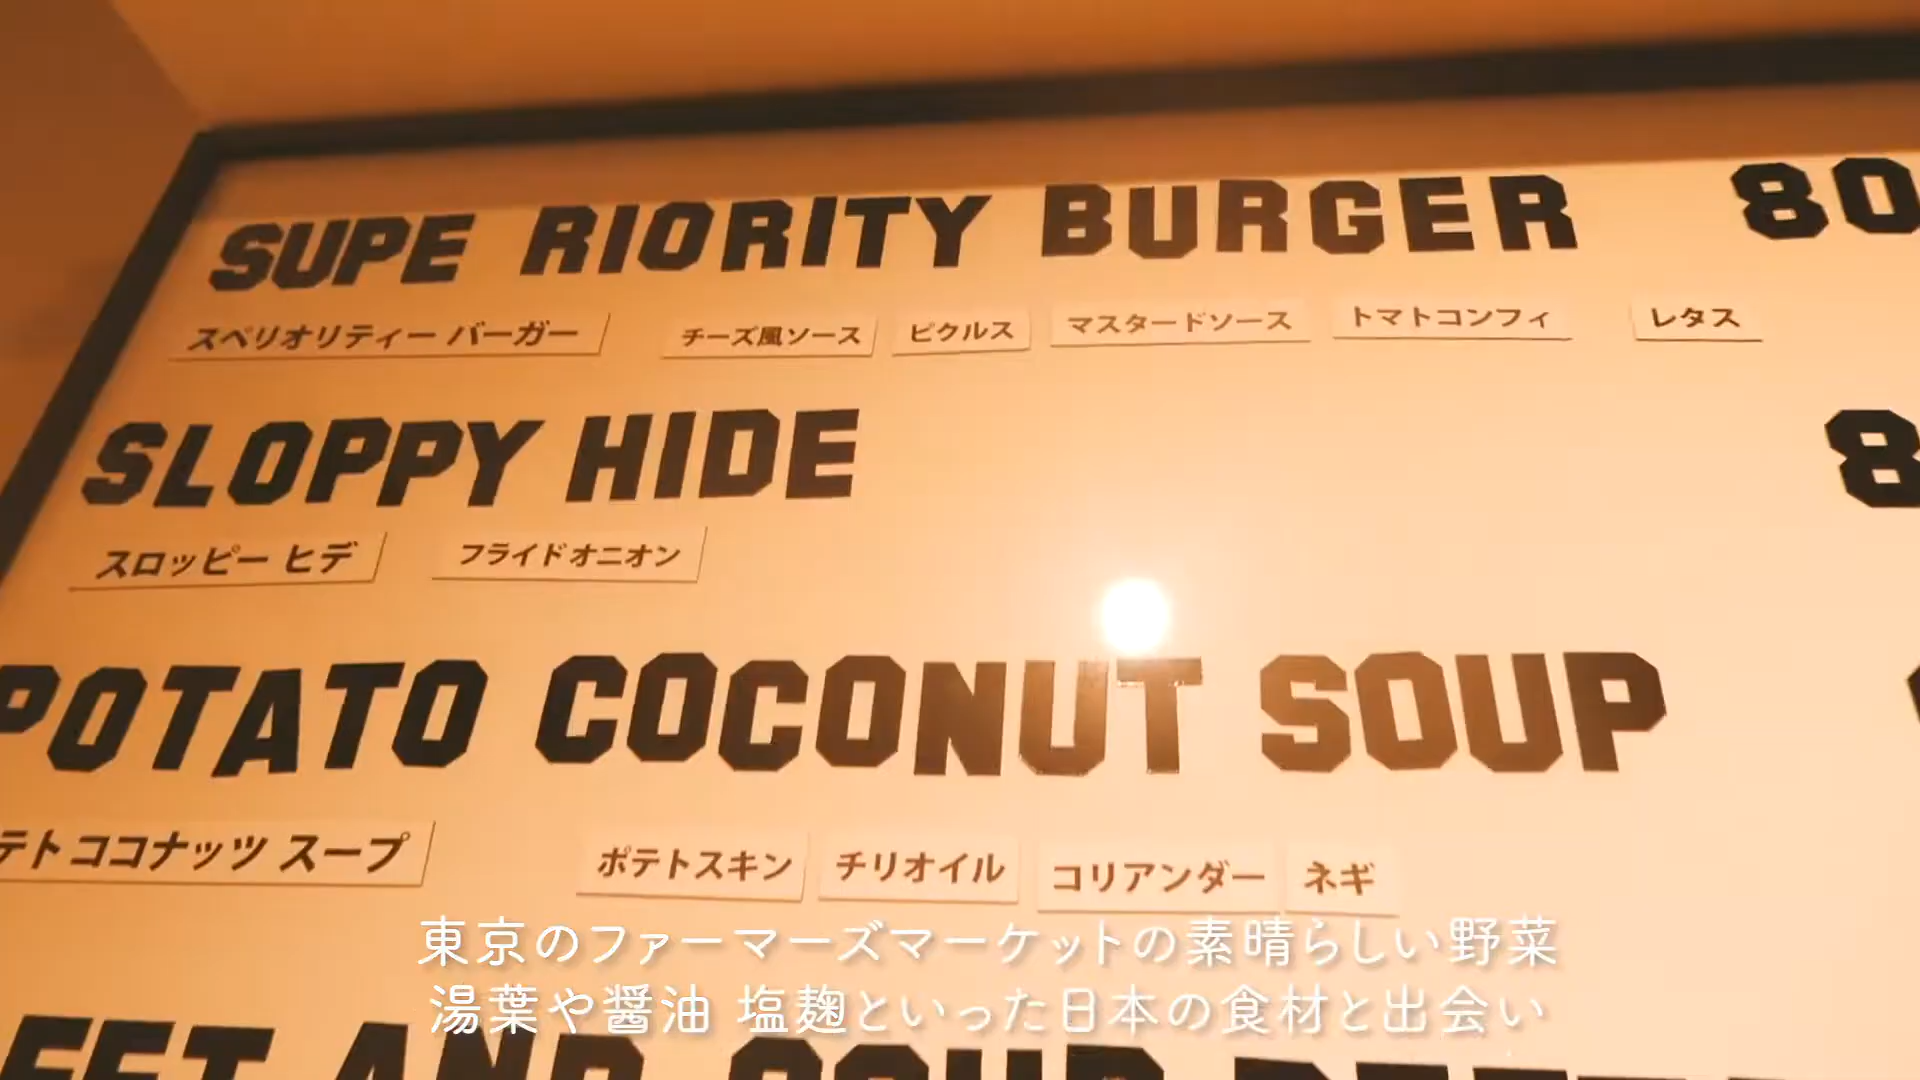 SUPE RIORITY BURGER 80
スペリオリティー バーガー チーズ風ソース ピクルス マスタードソース トマトコンフィ レタス
SLOPPY HIDE 8
スロッピー ヒデ フライドオニオン
POTATO COCONUT SOUP
テトココナッツ スープ ポテトスキン チリオイル コリアンダー ネギ
東京のファーマーズマーケットの素晴らしい野菜
湯葉や醤油 塩麹といった日本の食材と出会い
AND